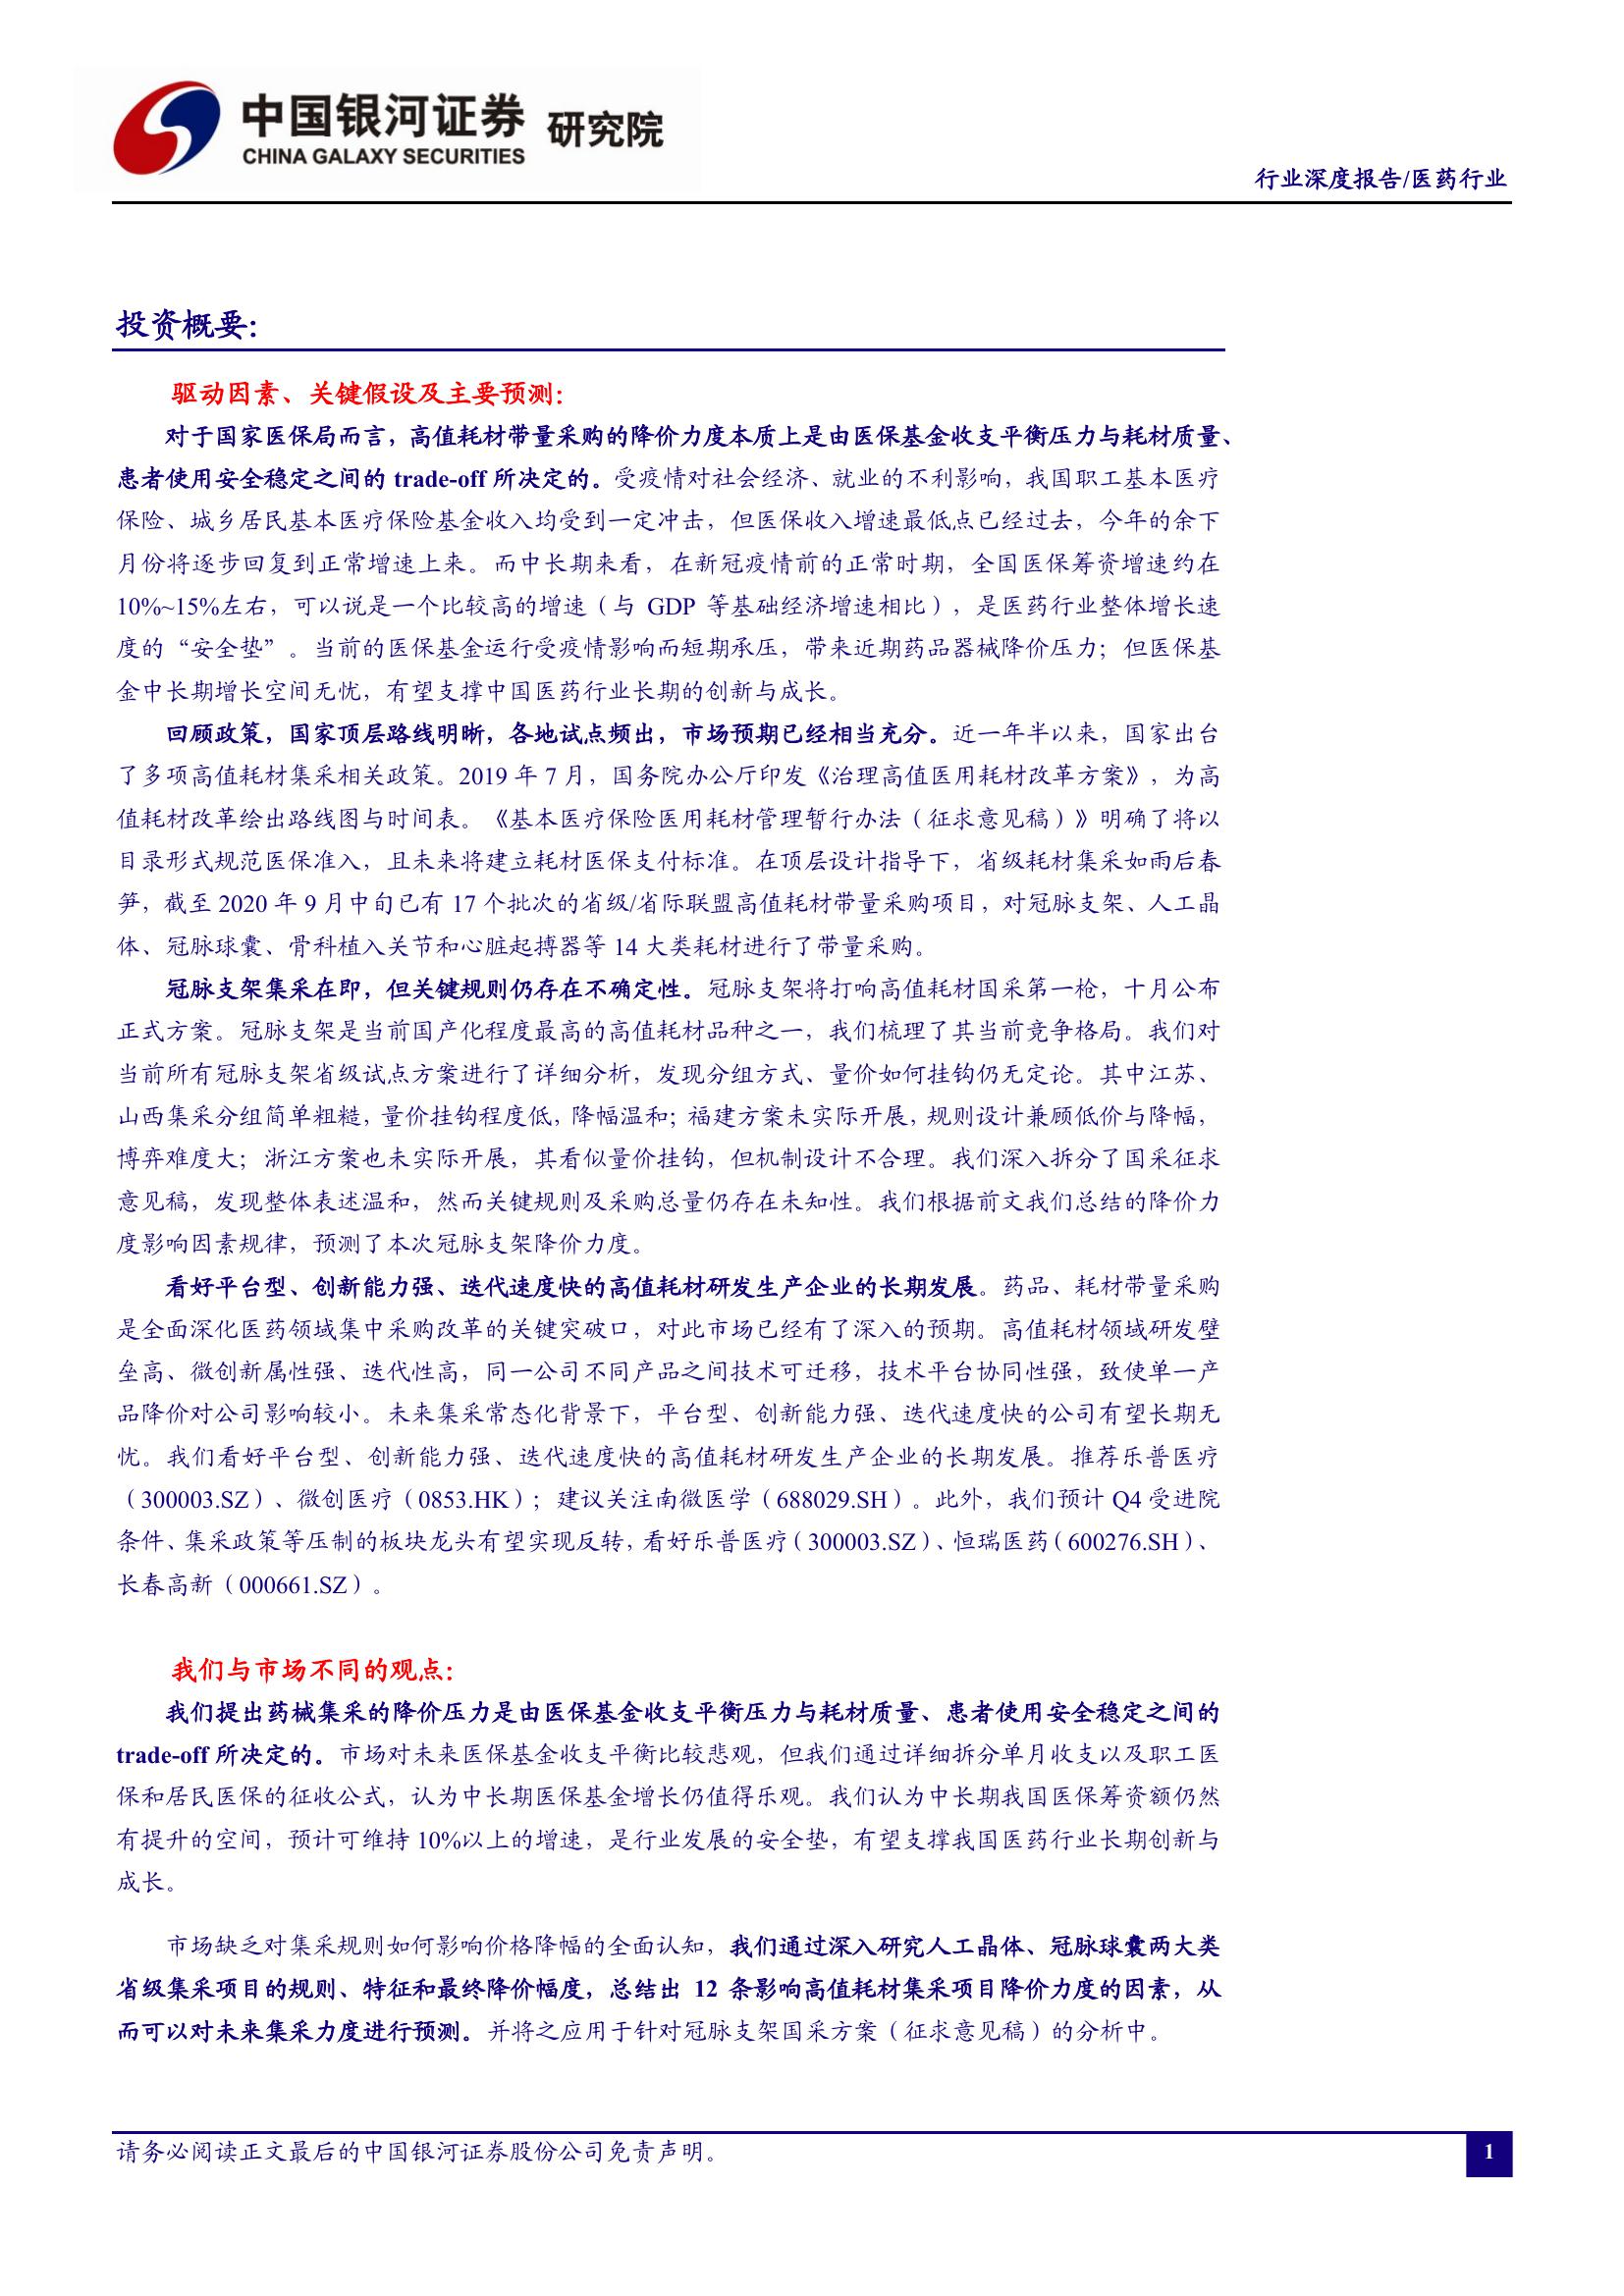 中国银河证券 研究院
CHINA GALAXY SECURITIES
行业深度报告/医药行业
投资概要:
驱动因素、关键假设及主要预测:
对于国家医保局而言，高值耗材带量采购的降价力度本质上是由医保基金收支平衡压力与耗材质量、
患者使用安全稳定之间的 trade-off 所决定的。受疫情对社会经济、就业的不利影响，我国职工基本医疗
保险、城乡居民基本医疗保险基金收入均受到一定冲击，但医保收入增速最低点已经过去，今年的余下
月份将逐步回复到正常增速上来。而中长期来看，在新冠疫情前的正常时期，全国医保筹资增速约在
10%~15%左右，可以说是一个比较高的增速（与 GDP 等基础经济增速相比），是医药行业整体增长速
度的“安全垫”。当前的医保基金运行受疫情影响而短期承压，带来近期药品器械降价压力；但医保基
金中长期增长空间无忧，有望支撑中国医药行业长期的创新与成长。
回顾政策，国家顶层路线明晰，各地试点频出，市场预期已经相当充分。近一年半以来，国家出台
了多项高值耗材集采相关政策。2019 年 7 月，国务院办公厅印发《治理高值医用耗材改革方案》，为高
值耗材改革绘出路线图与时间表。《基本医疗保险医用耗材管理暂行办法（征求意见稿）》明确了将以
目录形式规范医保准入，且未来将建立耗材医保支付标准。在顶层设计指导下，省级耗材集采如雨后春
笋，截至 2020 年 9 月中旬已有 17 个批次的省级/省际联盟高值耗材带量采购项目，对冠脉支架、人工晶
体、冠脉球囊、骨科植入关节和心脏起搏器等 14 大类耗材进行了带量采购。
冠脉支架集采在即，但关键规则仍存在不确定性。冠脉支架将打响高值耗材国采第一枪，十月公布
正式方案。冠脉支架是当前国产化程度最高的高值耗材品种之一，我们梳理了其当前竞争格局。我们对
当前所有冠脉支架省级试点方案进行了详细分析，发现分组方式、量价如何挂钩仍无定论。其中江苏、
山西集采分组简单粗糙，量价挂钩程度低，降幅温和；福建方案未实际开展，规则设计兼顾低价与降幅，
博弈难度大；浙江方案也未实际开展，其看似量价挂钩，但机制设计不合理。我们深入拆分了国采征求
意见稿，发现整体表述温和，然而关键规则及采购总量仍存在未知性。我们根据前文我们总结的降价力
度影响因素规律，预测了本次冠脉支架降价力度。
看好平台型、创新能力强、迭代速度快的高值耗材研发生产企业的长期发展。药品、耗材带量采购
是全面深化医药领域集中采购改革的关键突破口，对此市场已经有了深入的预期。高值耗材领域研发壁
垒高、微创新属性强、迭代性高，同一公司不同产品之间技术可迁移，技术平台协同性强，致使单一产
品降价对公司影响较小。未来集采常态化背景下，平台型、创新能力强、迭代速度快的公司有望长期无
忧。我们看好平台型、创新能力强、迭代速度快的高值耗材研发生产企业的长期发展。推荐乐普医疗
（300003.SZ）、微创医疗（0853.HK）；建议关注南微医学（688029.SH）。此外，我们预计 Q4 受进院
条件、集采政策等压制的板块龙头有望实现反转，看好乐普医疗（300003.SZ）、恒瑞医药（600276.SH）、
长春高新（000661.SZ）。
我们与市场不同的观点:
我们提出药械集采的降价压力是由医保基金收支平衡压力与耗材质量、患者使用安全稳定之间的
trade-off 所决定的。市场对未来医保基金收支平衡比较悲观，但我们通过详细拆分单月收支以及职工医
保和居民医保的征收公式，认为中长期医保基金增长仍值得乐观。我们认为中长期我国医保筹资额仍然
有提升的空间，预计可维持 10%以上的增速，是行业发展的安全垫，有望支撑我国医药行业长期创新与
成长。
市场缺乏对集采规则如何影响价格降幅的全面认知，我们通过深入研究人工晶体、冠脉球囊两大类
省级集采项目的规则、特征和最终降价幅度，总结出 12 条影响高值耗材集采项目降价力度的因素，从
而可以对未来集采力度进行预测。并将之应用于针对冠脉支架国采方案（征求意见稿）的分析中。
请务必阅读正文最后的中国银河证券股份公司免责声明。
1